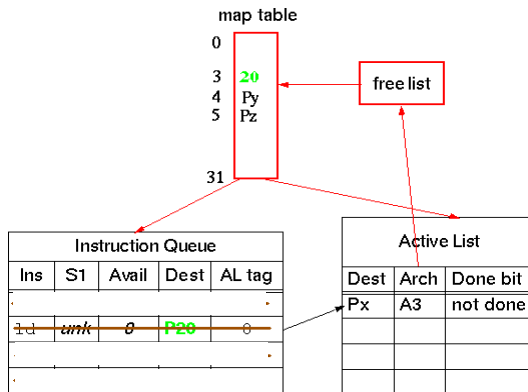 map table
0
3 20
4 Py
5 Pz
31
free list
Instruction Queue
Ins S1 Avail Dest AL tag
ld unk 0 P20 0
Active List
Dest Arch Done bit
Px A3 not done